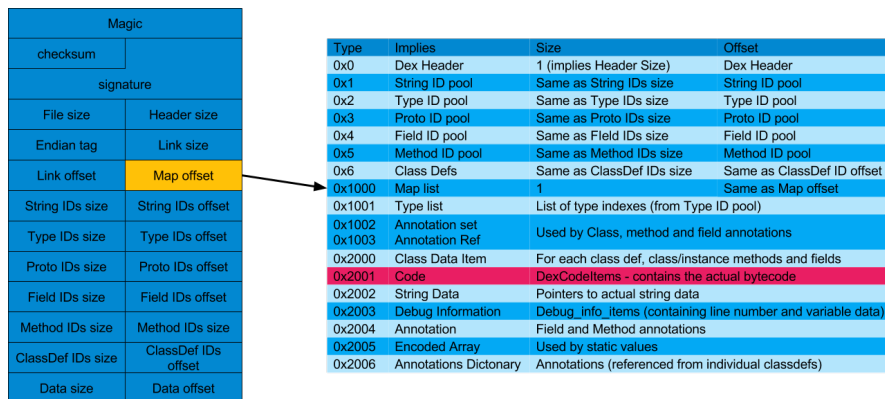 Magic
checksum
signature
File size Header size
Endian tag Link size
Link offset Map offset
String IDs size String IDs offset
Type IDs size Type IDs offset
Proto IDs size Proto IDs offset
Field IDs size Field IDs offset
Method IDs size Method IDs size
ClassDef IDs size ClassDef IDs
offset
Data size Data offset
Type Implies Size Offset
0x0 Dex Header 1 (implies Header Size) Dex Header
0x1 String ID pool Same as String IDs size String ID pool
0x2 Type ID pool Same as Type IDs size Type ID pool
0x3 Proto ID pool Same as Proto IDs size Proto ID pool
0x4 Field ID pool Same as FIeld IDs size Field ID pool
0x5 Method ID pool Same as Method IDs size Method ID pool
0x6 Class Defs Same as ClassDef IDs size Same as ClassDef ID offset
0x1000 Map list 1 Same as Map offset
0x1001 Type list List of type indexes (from Type ID pool)
0x1002 Annotation set
0x1003 Annotation Ref
Used by Class, method and field annotations
0x2000 Class Data Item For each class def, class/instance methods and fields
0x2001 Code DexCodeItems - contains the actual bytecode
0x2002 String Data Pointers to actual string data
0x2003 Debug Information Debug_info_items (containing line number and variable data)
0x2004 Annotation Field and Method annotations
0x2005 Encoded Array Used by static values
0x2006 Annotations Dictonary Annotations (referenced from individual classdefs)